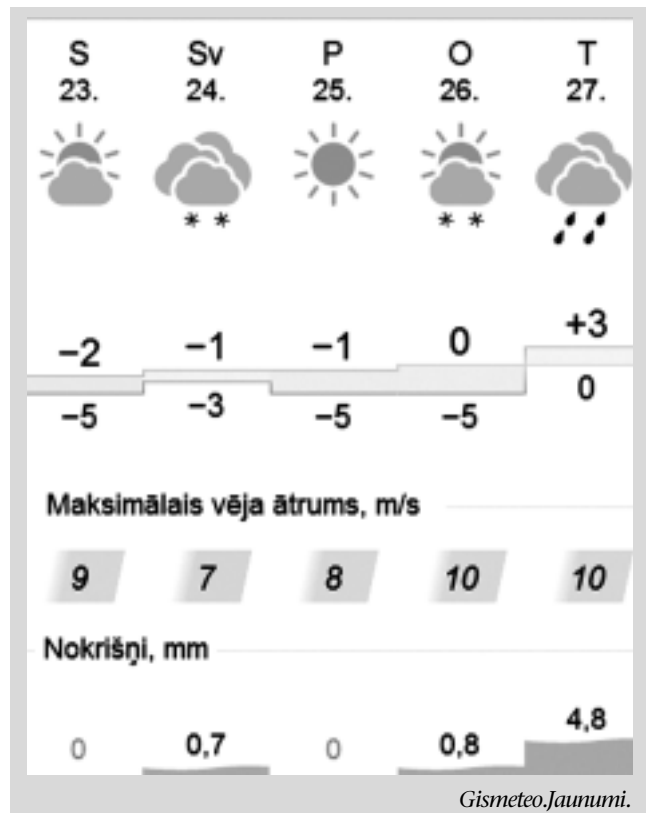 S Sv P O T
23. 24. 25. 26. 27.
−2 −1 −1 0 +3
−5 −3 −5 −5 0
Maksimālais vēja ātrums, m/s
9 7 8 10 10
Nokrišņi, mm
0 0,7 0 0,8 4,8
Gismeteo.Jaunumi.